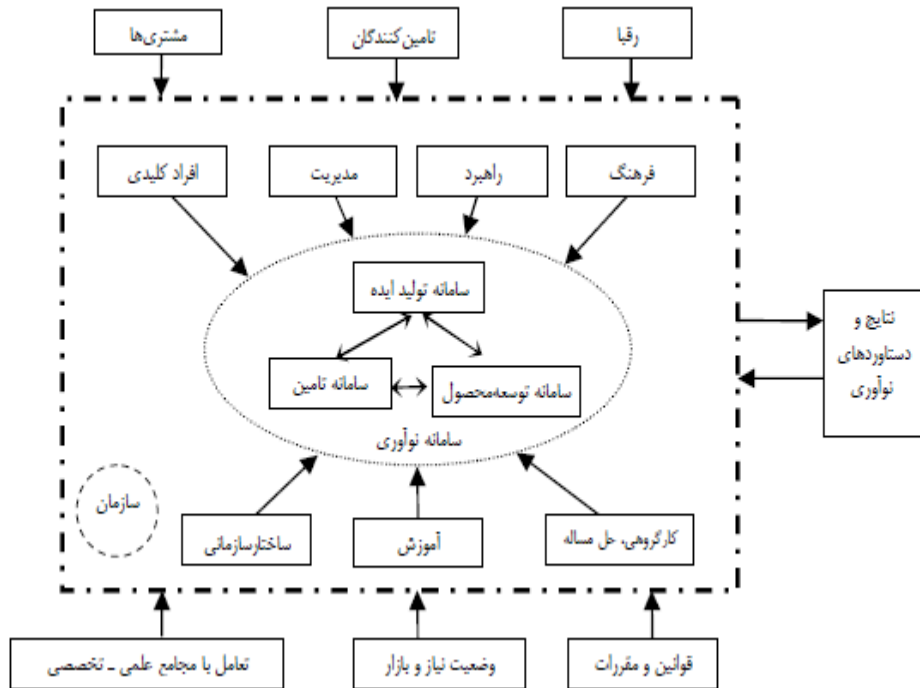 رقبا
تامین‌کنندگان
مشتری‌ها
فرهنگ
راهبرد
مدیریت
افراد کلیدی
سامانه تولید ایده
سامانه توسعه‌محصول
سامانه تامین
سامانه نوآوری
نتایج و
دستاوردهای
نوآوری
سازمان
کارگروهی، حل مساله
آموزش
ساختارسازمانی
قوانین و مقررات
وضعیت نیاز و بازار
تعامل با مجامع علمی ـ تخصصی